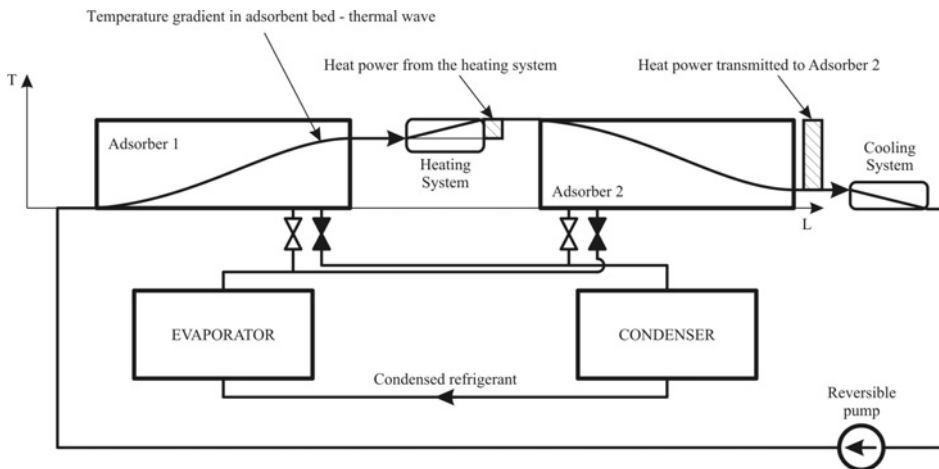 Temperature gradient in adsorbent bed - thermal wave
Heat power from the heating system
Heat power transmitted to Adsorber 2
T
Adsorber 1
Heating
System
Adsorber 2
Cooling
System
L
EVAPORATOR
CONDENSER
Condensed refrigerant
Reversible
pump